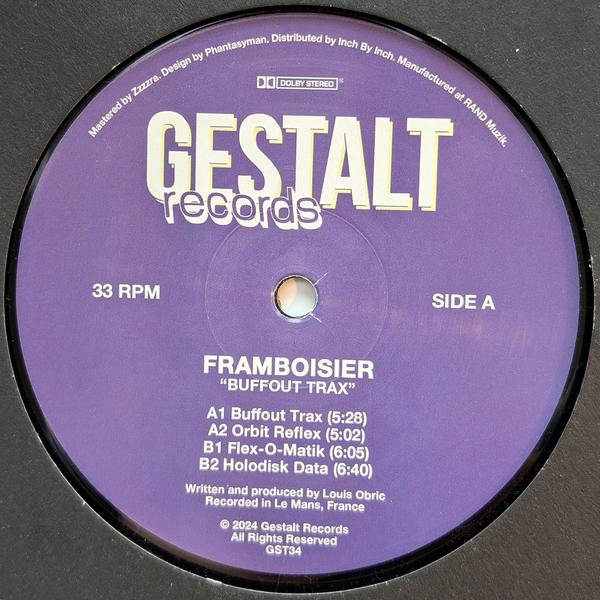 Mastered by Zzzzra. Design by Phantasyman. Distributed by Inch By Inch. Manufactured at RAND Muzik.
DOLBY STEREO
GESTALT
records
33 RPM
SIDE A
FRAMBOISIER
“BUFFOUT TRAX”
A1 Buffout Trax (5:28)
A2 Orbit Reflex (5:02)
B1 Flex-O-Matik (6:05)
B2 Holodisk Data (6:40)
Written and produced by Louis Obric
Recorded in Le Mans, France
© 2024 Gestalt Records
All Rights Reserved
GST34